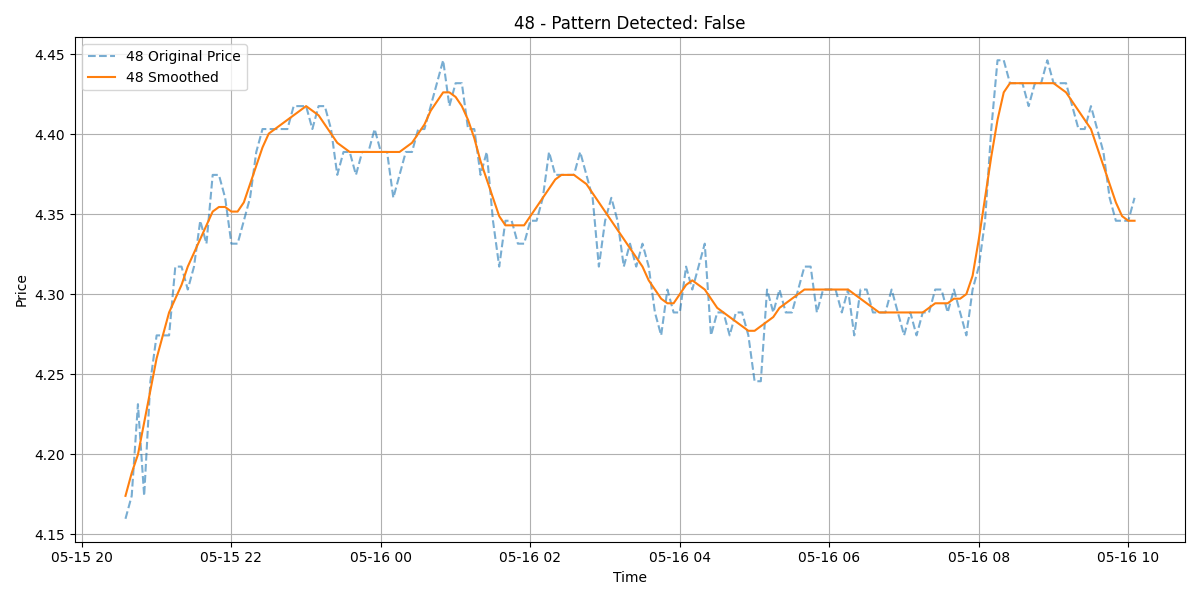 48 - Pattern Detected: False
48 Original Price
48 Smoothed
Price
4.45
4.40
4.35
4.30
4.25
4.20
4.15
05-15 20 05-15 22 05-16 00 05-16 02 05-16 04 05-16 06 05-16 08 05-16 10
Time